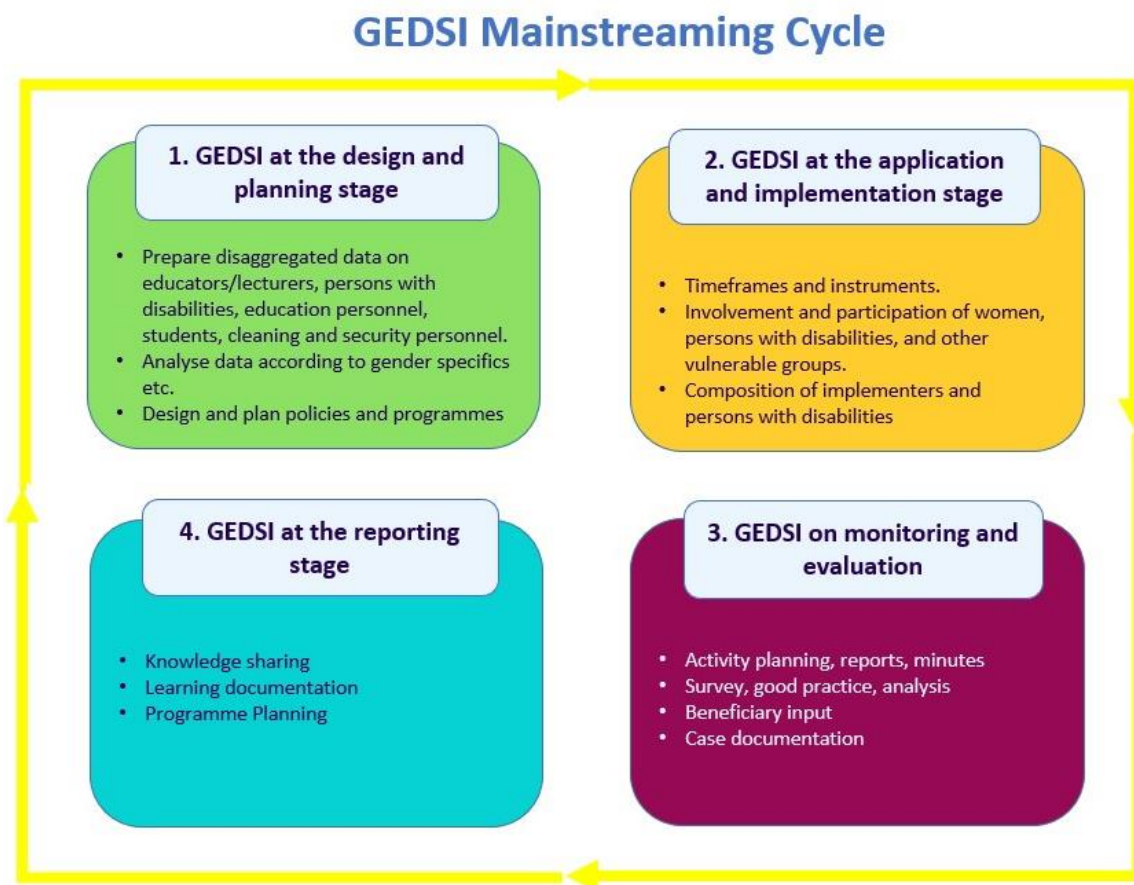 GEDSI Mainstreaming Cycle
1. GEDSI at the design and
planning stage
• Prepare disaggregated data on
educators/lecturers, persons with
disabilities, education personnel,
students, cleaning and security personnel.
• Analyse data according to gender specifics
etc.
• Design and plan policies and programmes
2. GEDSI at the application
and implementation stage
• Timeframes and instruments.
• Involvement and participation of women,
persons with disabilities, and other
vulnerable groups.
• Composition of implementers and
persons with disabilities
4. GEDSI at the reporting
stage
• Knowledge sharing
• Learning documentation
• Programme Planning
3. GEDSI on monitoring and
evaluation
• Activity planning, reports, minutes
• Survey, good practice, analysis
• Beneficiary input
• Case documentation